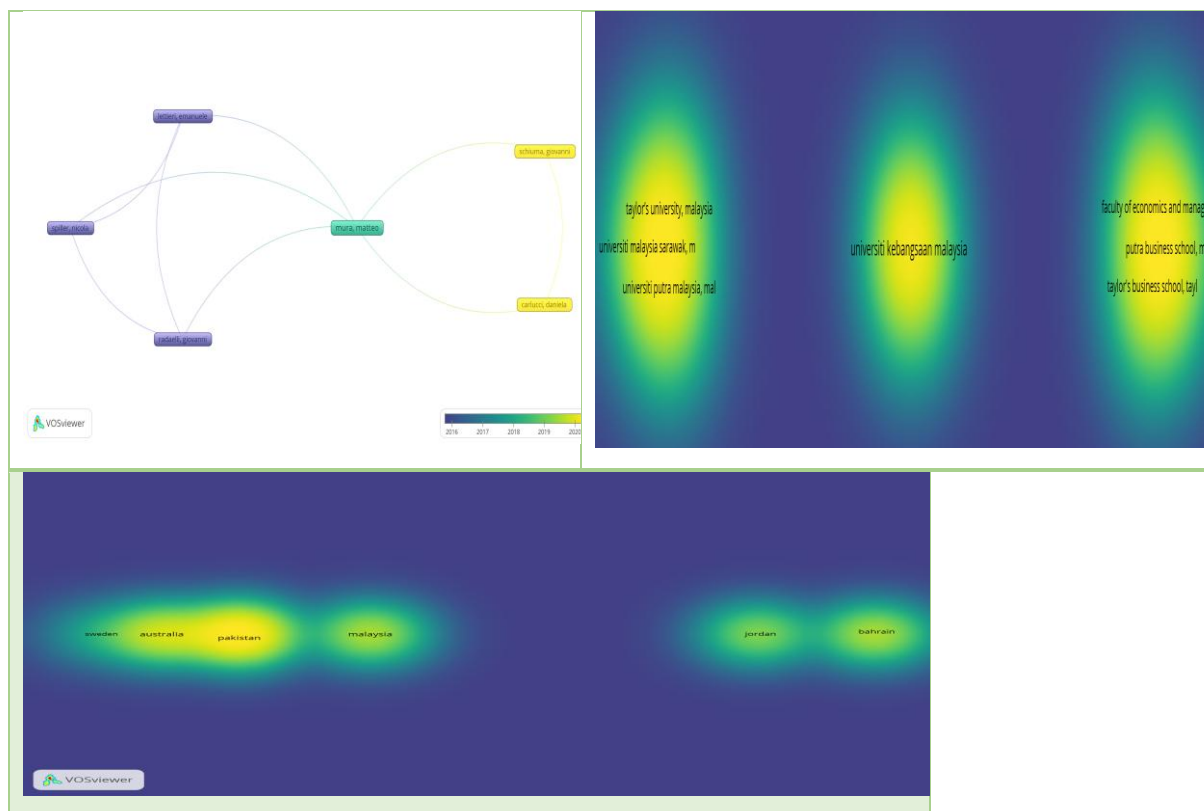 lettieri, emanuele
schiuma, giovanni
spiller, nicola
mura, matteo
carlucci, daniela
radaelli, giovanni
VOSviewer
2016 2017 2018 2019 2020
taylor's university, malaysia
universiti malaysia sarawak, m
universiti putra malaysia, mal
universiti kebangsaan malaysia
faculty of economics and manag
putra business school, m
taylor's business school, tayl
sweden
australia
pakistan
malaysia
jordan
bahrain
VOSviewer